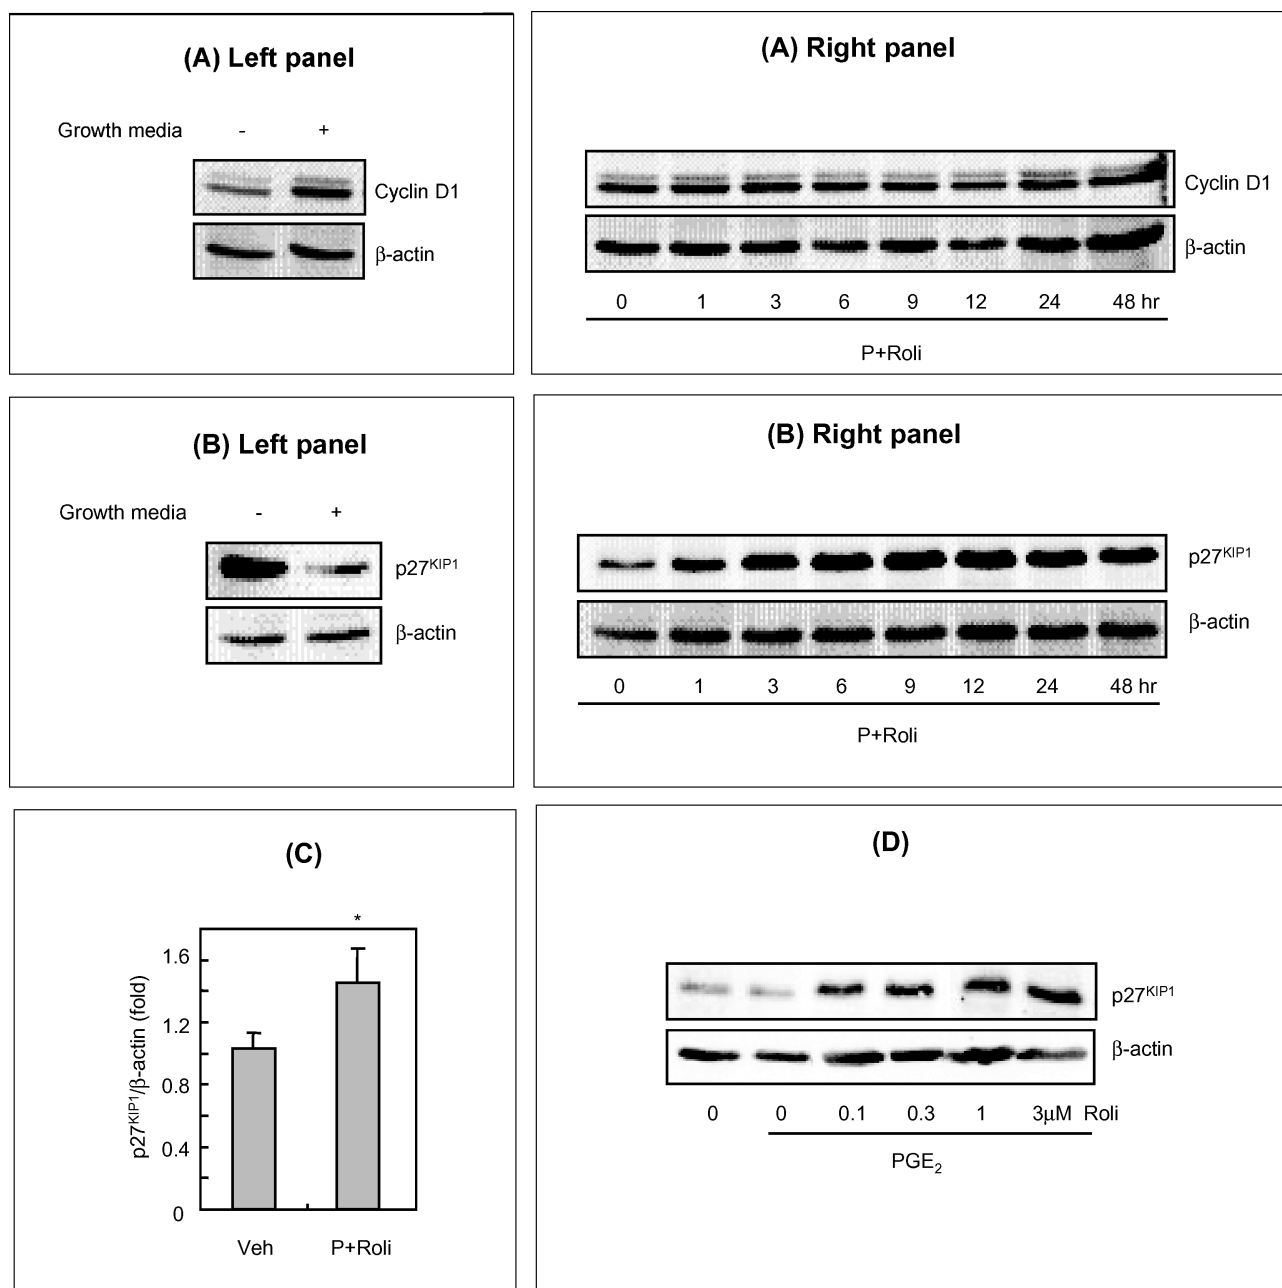 (A) Left panel
Growth media - +
Cyclin D1
β-actin
(A) Right panel
Cyclin D1
β-actin
0 1 3 6 9 12 24 48 hr
P+Roli
(B) Left panel
Growth media - +
p27KIP1
β-actin
(B) Right panel
p27KIP1
β-actin
0 1 3 6 9 12 24 48 hr
P+Roli
(C)
*
p27KIP1/β-actin (fold)
1.6
1.2
0.8
0.4
0
Veh P+Roli
(D)
p27KIP1
β-actin
0 0 0.1 0.3 1 3μM Roli
PGE2